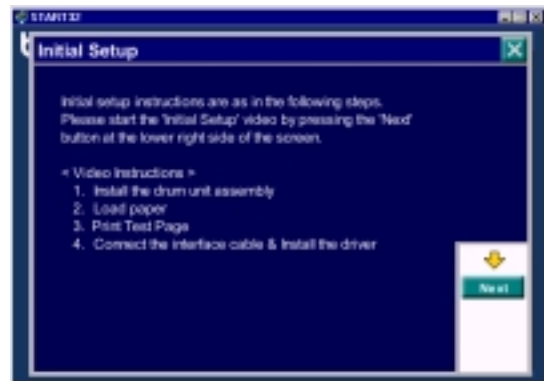 START32
Initial Setup
Initial setup instructions are as in the following steps.
Please start the 'Initial Setup' video by pressing the 'Next'
button at the lower right side of the screen.
< Video Instructions >
1. Install the drum unit assembly
2. Load paper
3. Print Test Page
4. Connect the interface cable & Install the driver
Next